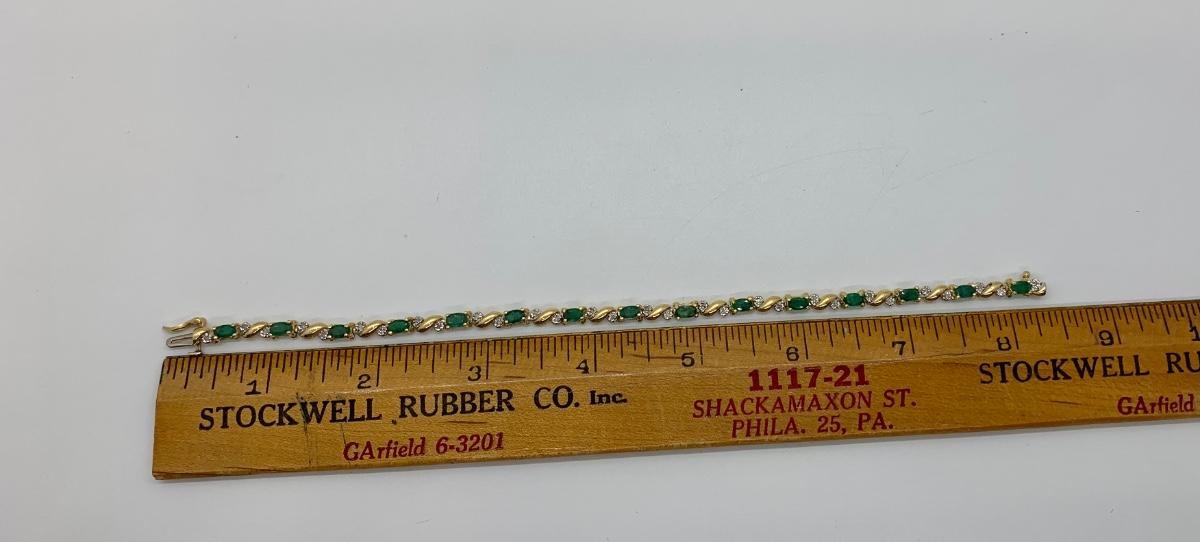 1 2 3 4 5 6 7 8 9 1
STOCKWELL RUBBER CO. Inc.
GArfield 6-3201
1117-21
SHACKAMAXON ST.
PHILA. 25, PA.
STOCKWELL RU
GArfield